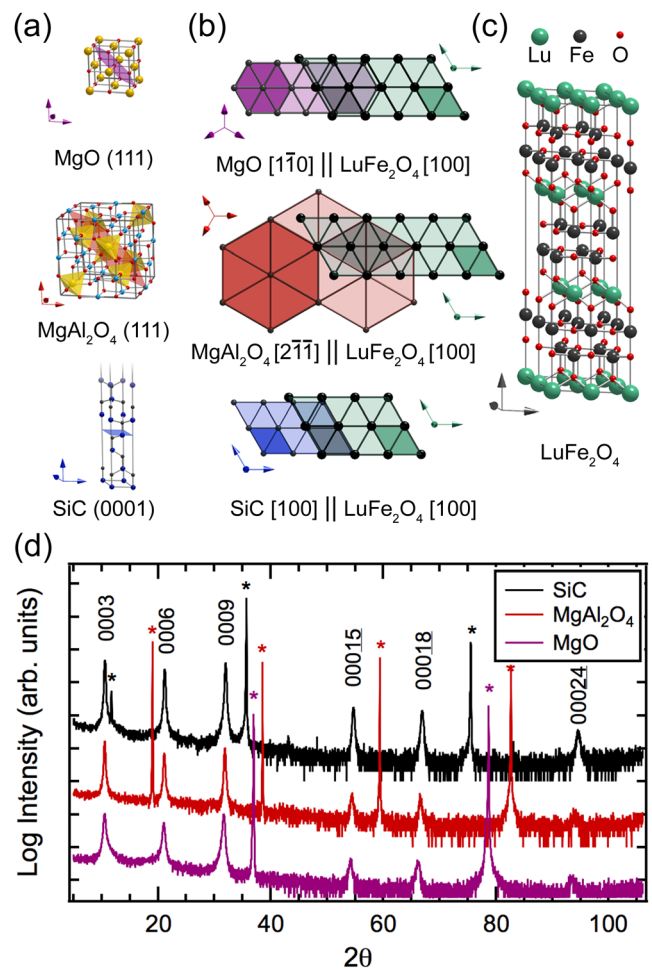 (a)
(b)
(c)
Lu Fe O
MgO (111)
MgO [11̅0] || LuFe₂O₄ [100]
MgAl₂O₄ (111)
MgAl₂O₄ [21̅1̅] || LuFe₂O₄ [100]
SiC (0001)
SiC [100] || LuFe₂O₄ [100]
LuFe₂O₄
(d)
Log Intensity (arb. units)
0003
*
*
0006
0009
*
*
*
00015
*
00018
*
*
*
00024
SiC
MgAl₂O₄
MgO
20 40 60 80 100
2θ